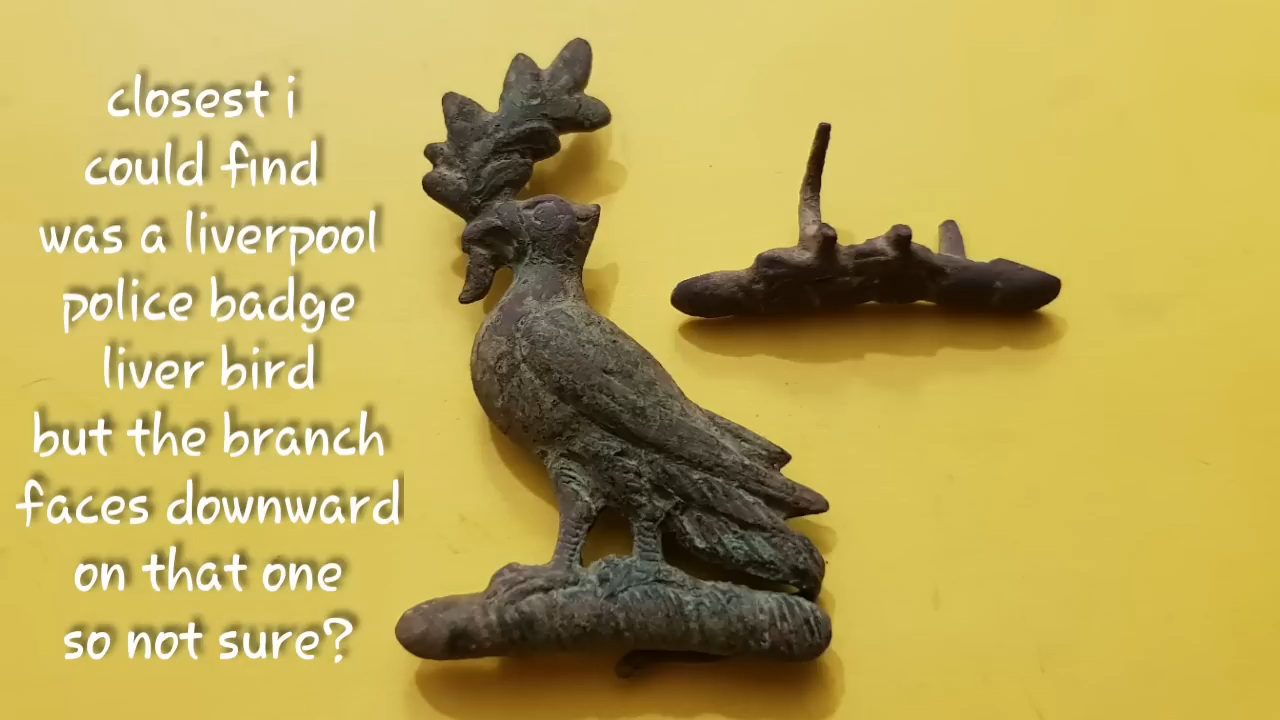 closest i
could find
was a liverpool
police badge
liver bird
but the branch
faces downward
on that one
so not sure?